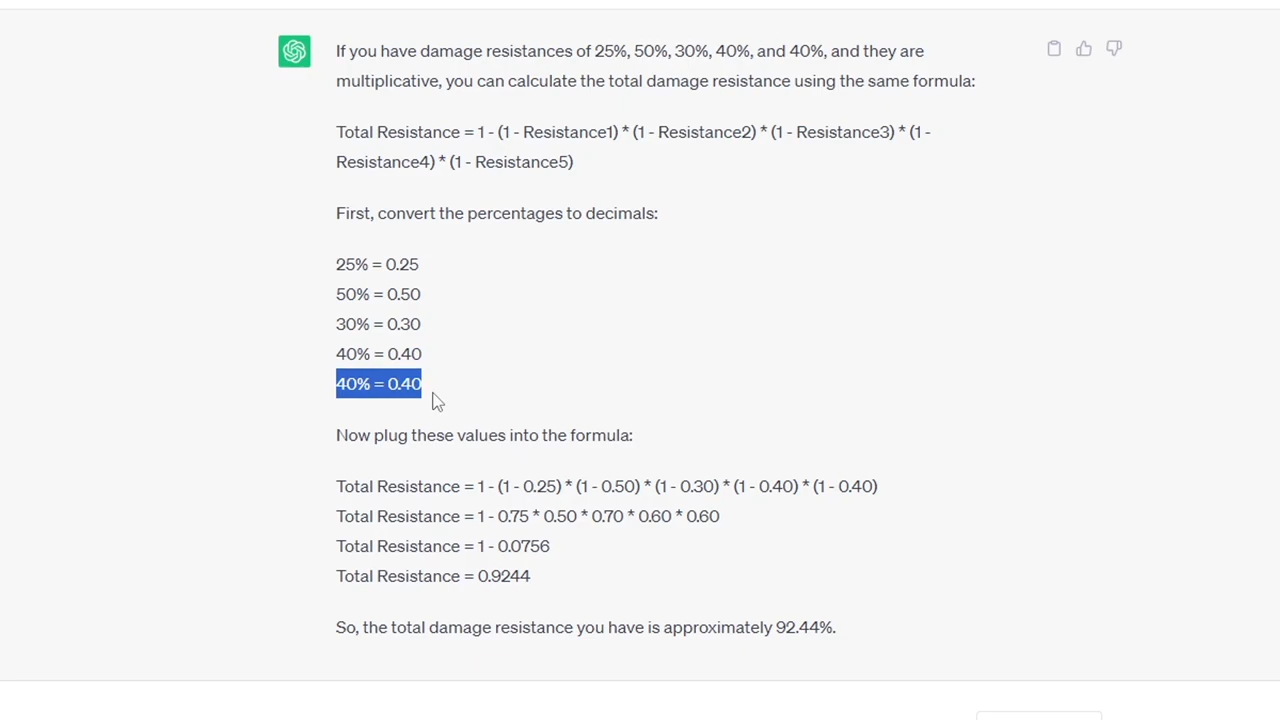 If you have damage resistances of 25%, 50%, 30%, 40%, and 40%, and they are
multiplicative, you can calculate the total damage resistance using the same formula:
Total Resistance = 1 - (1 - Resistance1) * (1 - Resistance2) * (1 - Resistance3) * (1 -
Resistance4) * (1 - Resistance5)
First, convert the percentages to decimals:
25% = 0.25
50% = 0.50
30% = 0.30
40% = 0.40
40% = 0.40
Now plug these values into the formula:
Total Resistance = 1 - (1 - 0.25) * (1 - 0.50) * (1 - 0.30) * (1 - 0.40) * (1 - 0.40)
Total Resistance = 1 - 0.75 * 0.50 * 0.70 * 0.60 * 0.60
Total Resistance = 1 - 0.0756
Total Resistance = 0.9244
So, the total damage resistance you have is approximately 92.44%.